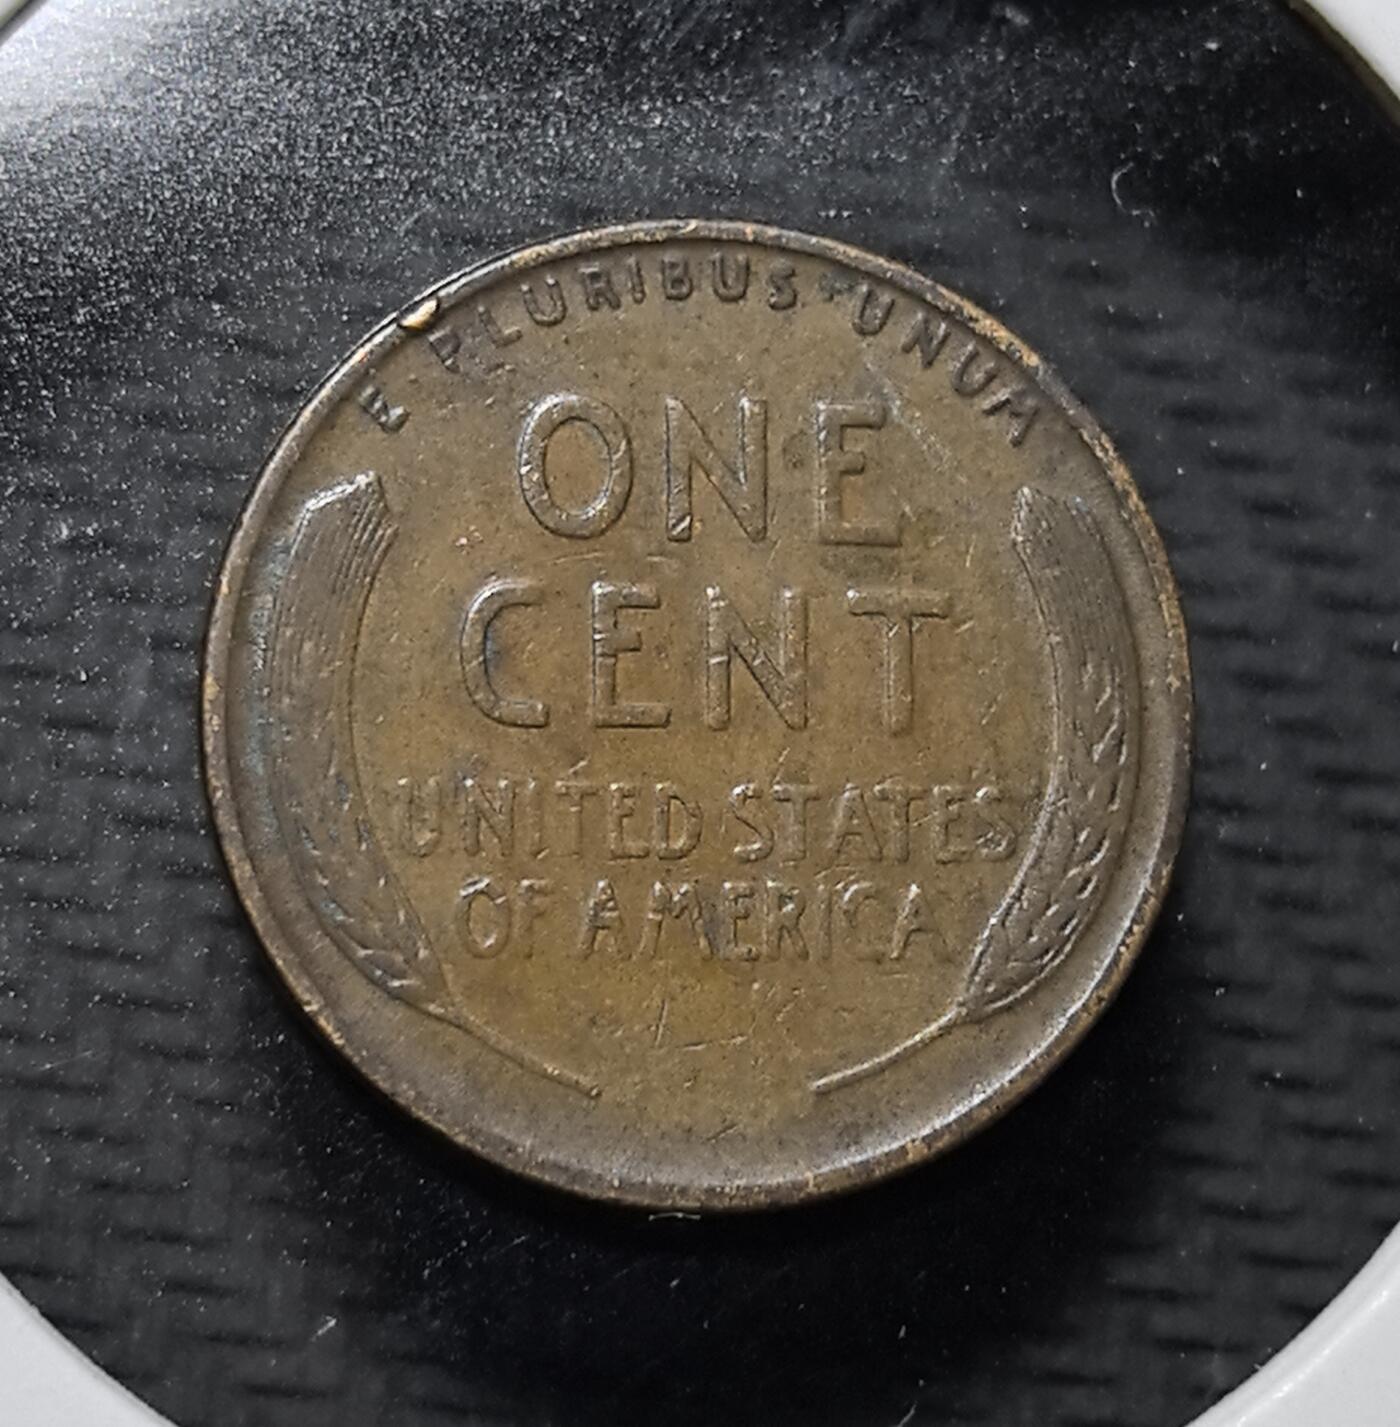 E · PLURIBUS · UNUM
ONE
CENT
UNITED STATES
OF AMERICA